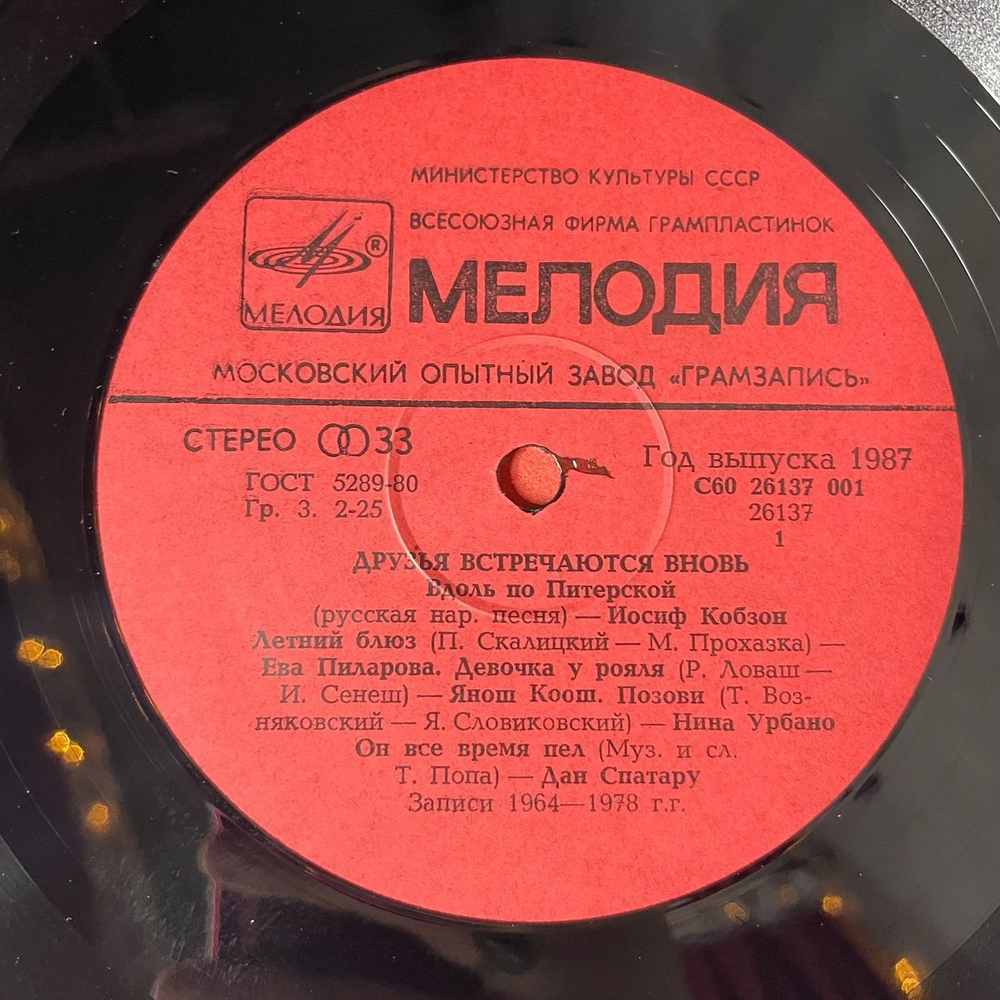 МИНИСТЕРСТВО КУЛЬТУРЫ СССР
ВСЕСОЮЗНАЯ ФИРМА ГРАМПЛАСТИНОК
®
МЕЛОДИЯ
МЕЛОДИЯ
МОСКОВСКИЙ ОПЫТНЫЙ ЗАВОД «ГРАМЗАПИСЬ»
СТЕРЕО 33
ГОСТ 5289-80
Гр. 3. 2-25
Год выпуска 1987
С60 26137 001
26137
1
ДРУЗЬЯ ВСТРЕЧАЮТСЯ ВНОВЬ
Вдоль по Питерской
(русская нар. песня) — Иосиф Кобзон
Летний блюз (П. Скалицкий — М. Прохазка) —
Ева Пиларова. Девочка у рояля (Р. Ловаш —
И. Сенеш) — Янош Коош. Позови (Т. Воз-
няковский — Я. Словиковский) — Нина Урбано
Он все время пел (Муз. и сл.
Т. Попа) — Дан Спатару
Записи 1964—1978 г.г.